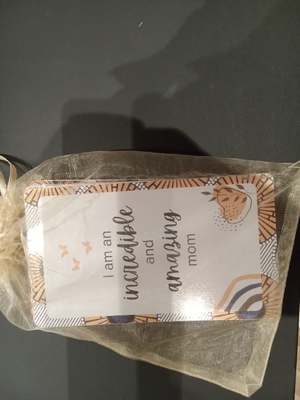 I am an
incredible
and
amazing
mom